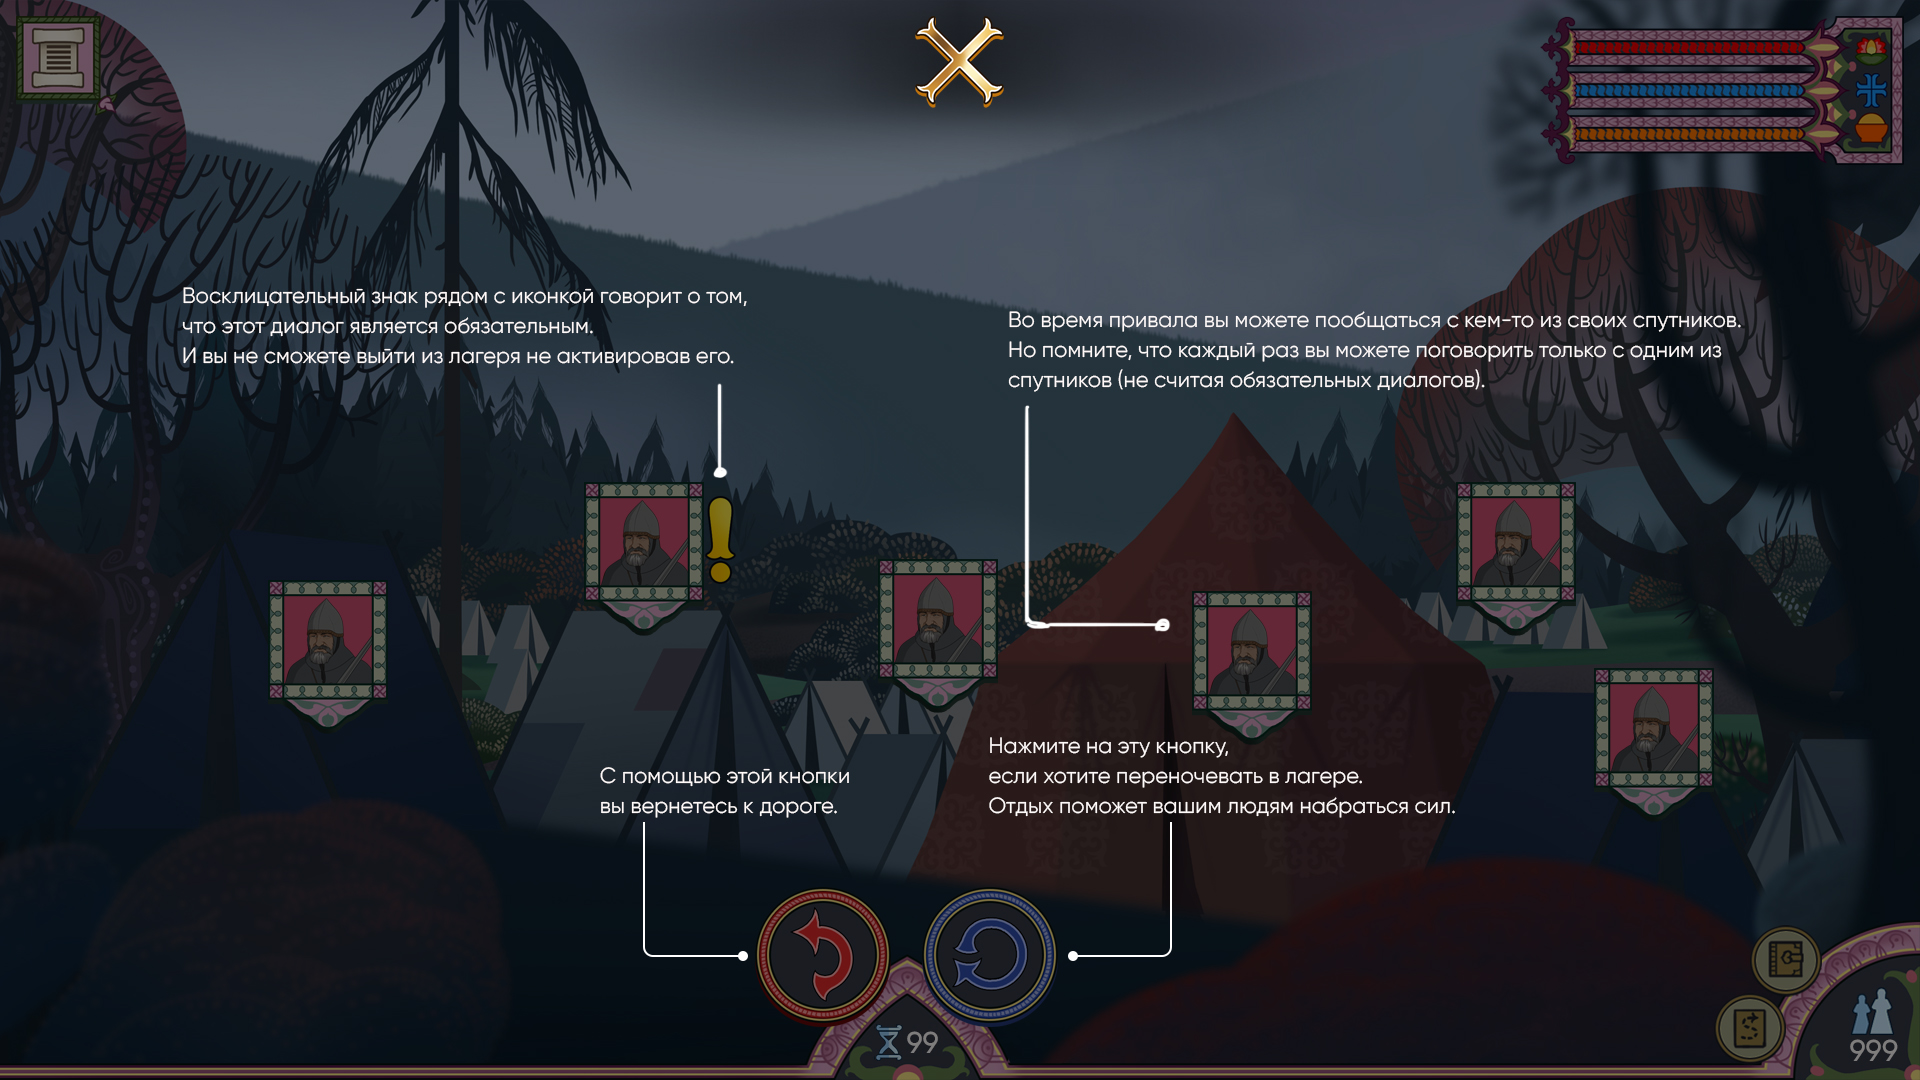 Восклицательный знак рядом с иконкой говорит о том,
что этот диалог является обязательным.
И вы не сможете выйти из лагеря не активировав его.
Во время привала вы можете пообщаться с кем-то из своих спутников.
Но помните, что каждый раз вы можете поговорить только с одним из
спутников (не считая обязательных диалогов).
С помощью этой кнопки
вы вернетесь к дороге.
Нажмите на эту кнопку,
если хотите переночевать в лагере.
Отдых поможет вашим людям набраться сил.
99
999